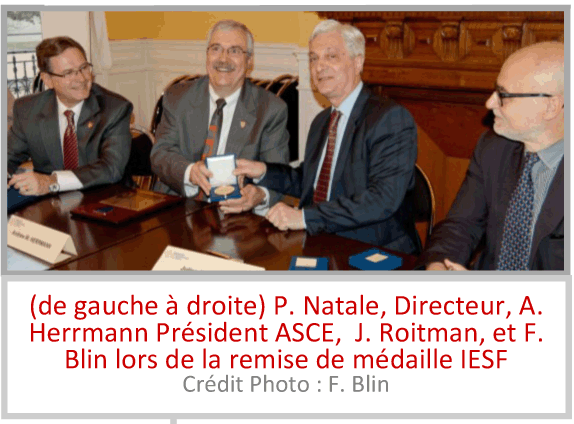 HERRMANN
(de gauche à droite) P. Natale, Directeur, A.
Herrmann Président ASCE, J. Roitman, et F.
Blin lors de la remise de médaille IESF
Crédit Photo : F. Blin